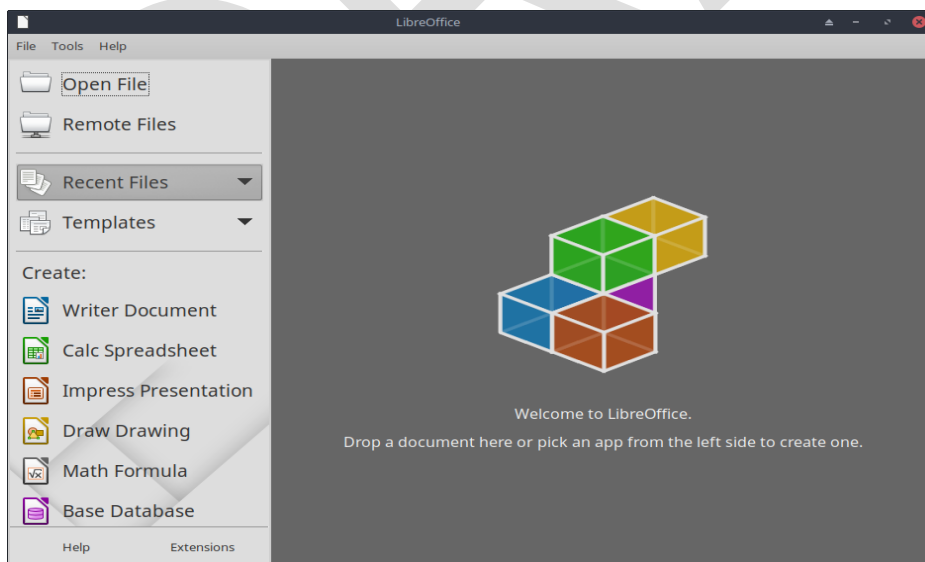 LibreOffice
File Tools Help
Open File
Remote Files
Recent Files
Templates
Create:
Writer Document
Calc Spreadsheet
Impress Presentation
Draw Drawing
Math Formula
Base Database
Help Extensions
Welcome to LibreOffice.
Drop a document here or pick an app from the left side to create one.